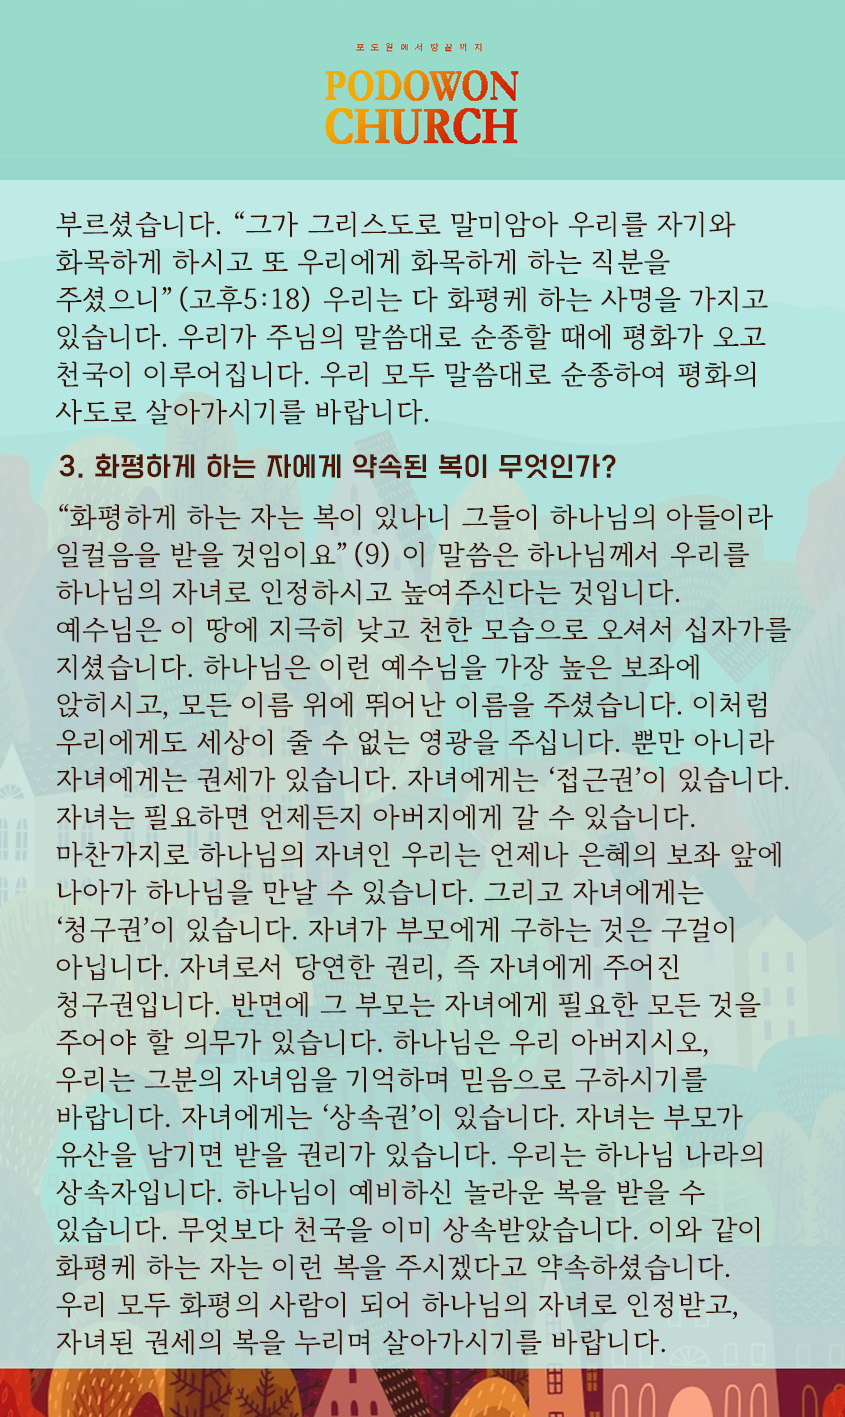 포도원에서땅끝까지
PODOWON
CHURCH
부르셨습니다. “그가 그리스도로 말미암아 우리를 자기와
화목하게 하시고 또 우리에게 화목하게 하는 직분을
주셨으니”(고후5:18) 우리는 다 화평케 하는 사명을 가지고
있습니다. 우리가 주님의 말씀대로 순종할 때에 평화가 오고
천국이 이루어집니다. 우리 모두 말씀대로 순종하여 평화의
사도로 살아가시기를 바랍니다.
3. 화평하게 하는 자에게 약속된 복이 무엇인가?
“화평하게 하는 자는 복이 있나니 그들이 하나님의 아들이라
일컬음을 받을 것임이요”(9) 이 말씀은 하나님께서 우리를
하나님의 자녀로 인정하시고 높여주신다는 것입니다.
예수님은 이 땅에 지극히 낮고 천한 모습으로 오셔서 십자가를
지셨습니다. 하나님은 이런 예수님을 가장 높은 보좌에
앉히시고, 모든 이름 위에 뛰어난 이름을 주셨습니다. 이처럼
우리에게도 세상이 줄 수 없는 영광을 주십니다. 뿐만 아니라
자녀에게는 권세가 있습니다. 자녀에게는 ‘접근권’이 있습니다.
자녀는 필요하면 언제든지 아버지에게 갈 수 있습니다.
마찬가지로 하나님의 자녀인 우리는 언제나 은혜의 보좌 앞에
나아가 하나님을 만날 수 있습니다. 그리고 자녀에게는
‘청구권’이 있습니다. 자녀가 부모에게 구하는 것은 구걸이
아닙니다. 자녀로서 당연한 권리, 즉 자녀에게 주어진
청구권입니다. 반면에 그 부모는 자녀에게 필요한 모든 것을
주어야 할 의무가 있습니다. 하나님은 우리 아버지시오,
우리는 그분의 자녀임을 기억하며 믿음으로 구하시기를
바랍니다. 자녀에게는 ‘상속권’이 있습니다. 자녀는 부모가
유산을 남기면 받을 권리가 있습니다. 우리는 하나님 나라의
상속자입니다. 하나님이 예비하신 놀라운 복을 받을 수
있습니다. 무엇보다 천국을 이미 상속받았습니다. 이와 같이
화평케 하는 자는 이런 복을 주시겠다고 약속하셨습니다.
우리 모두 화평의 사람이 되어 하나님의 자녀로 인정받고,
자녀된 권세의 복을 누리며 살아가시기를 바랍니다.